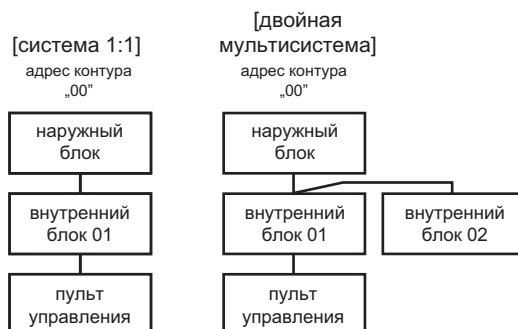 [система 1:1]
адрес контура
„00”
наружный
блок
внутренний
блок 01
пульт
управления
[двойная
мультисистема]
адрес контура
„00”
наружный
блок
внутренний
блок 01
внутренний
блок 02
пульт
управления